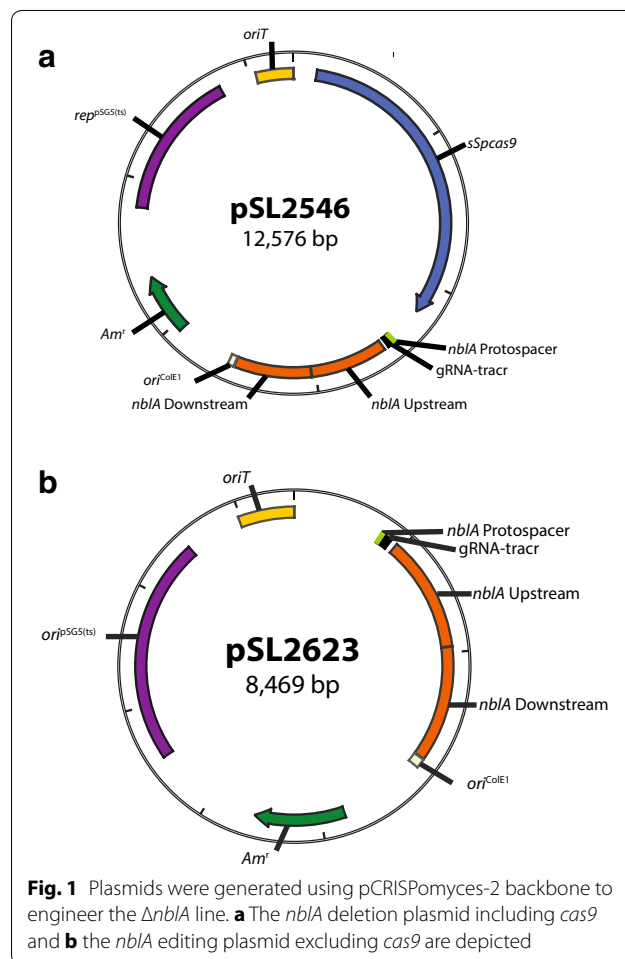 a
oriT
rep^pSG5(ts)
sSpcas9
pSL2546
12,576 bp
Am^r
nblA Protospacer
gRNA-tracr
ori^ColE1
nblA Downstream
nblA Upstream
b
oriT
nblA Protospacer
gRNA-tracr
nblA Upstream
ori^pSG5(ts)
pSL2623
8,469 bp
nblA Downstream
ori^ColE1
Am^r
Fig. 1 Plasmids were generated using pCRISPomyces-2 backbone to
engineer the ΔnblA line. a The nblA deletion plasmid including cas9
and b the nblA editing plasmid excluding cas9 are depicted